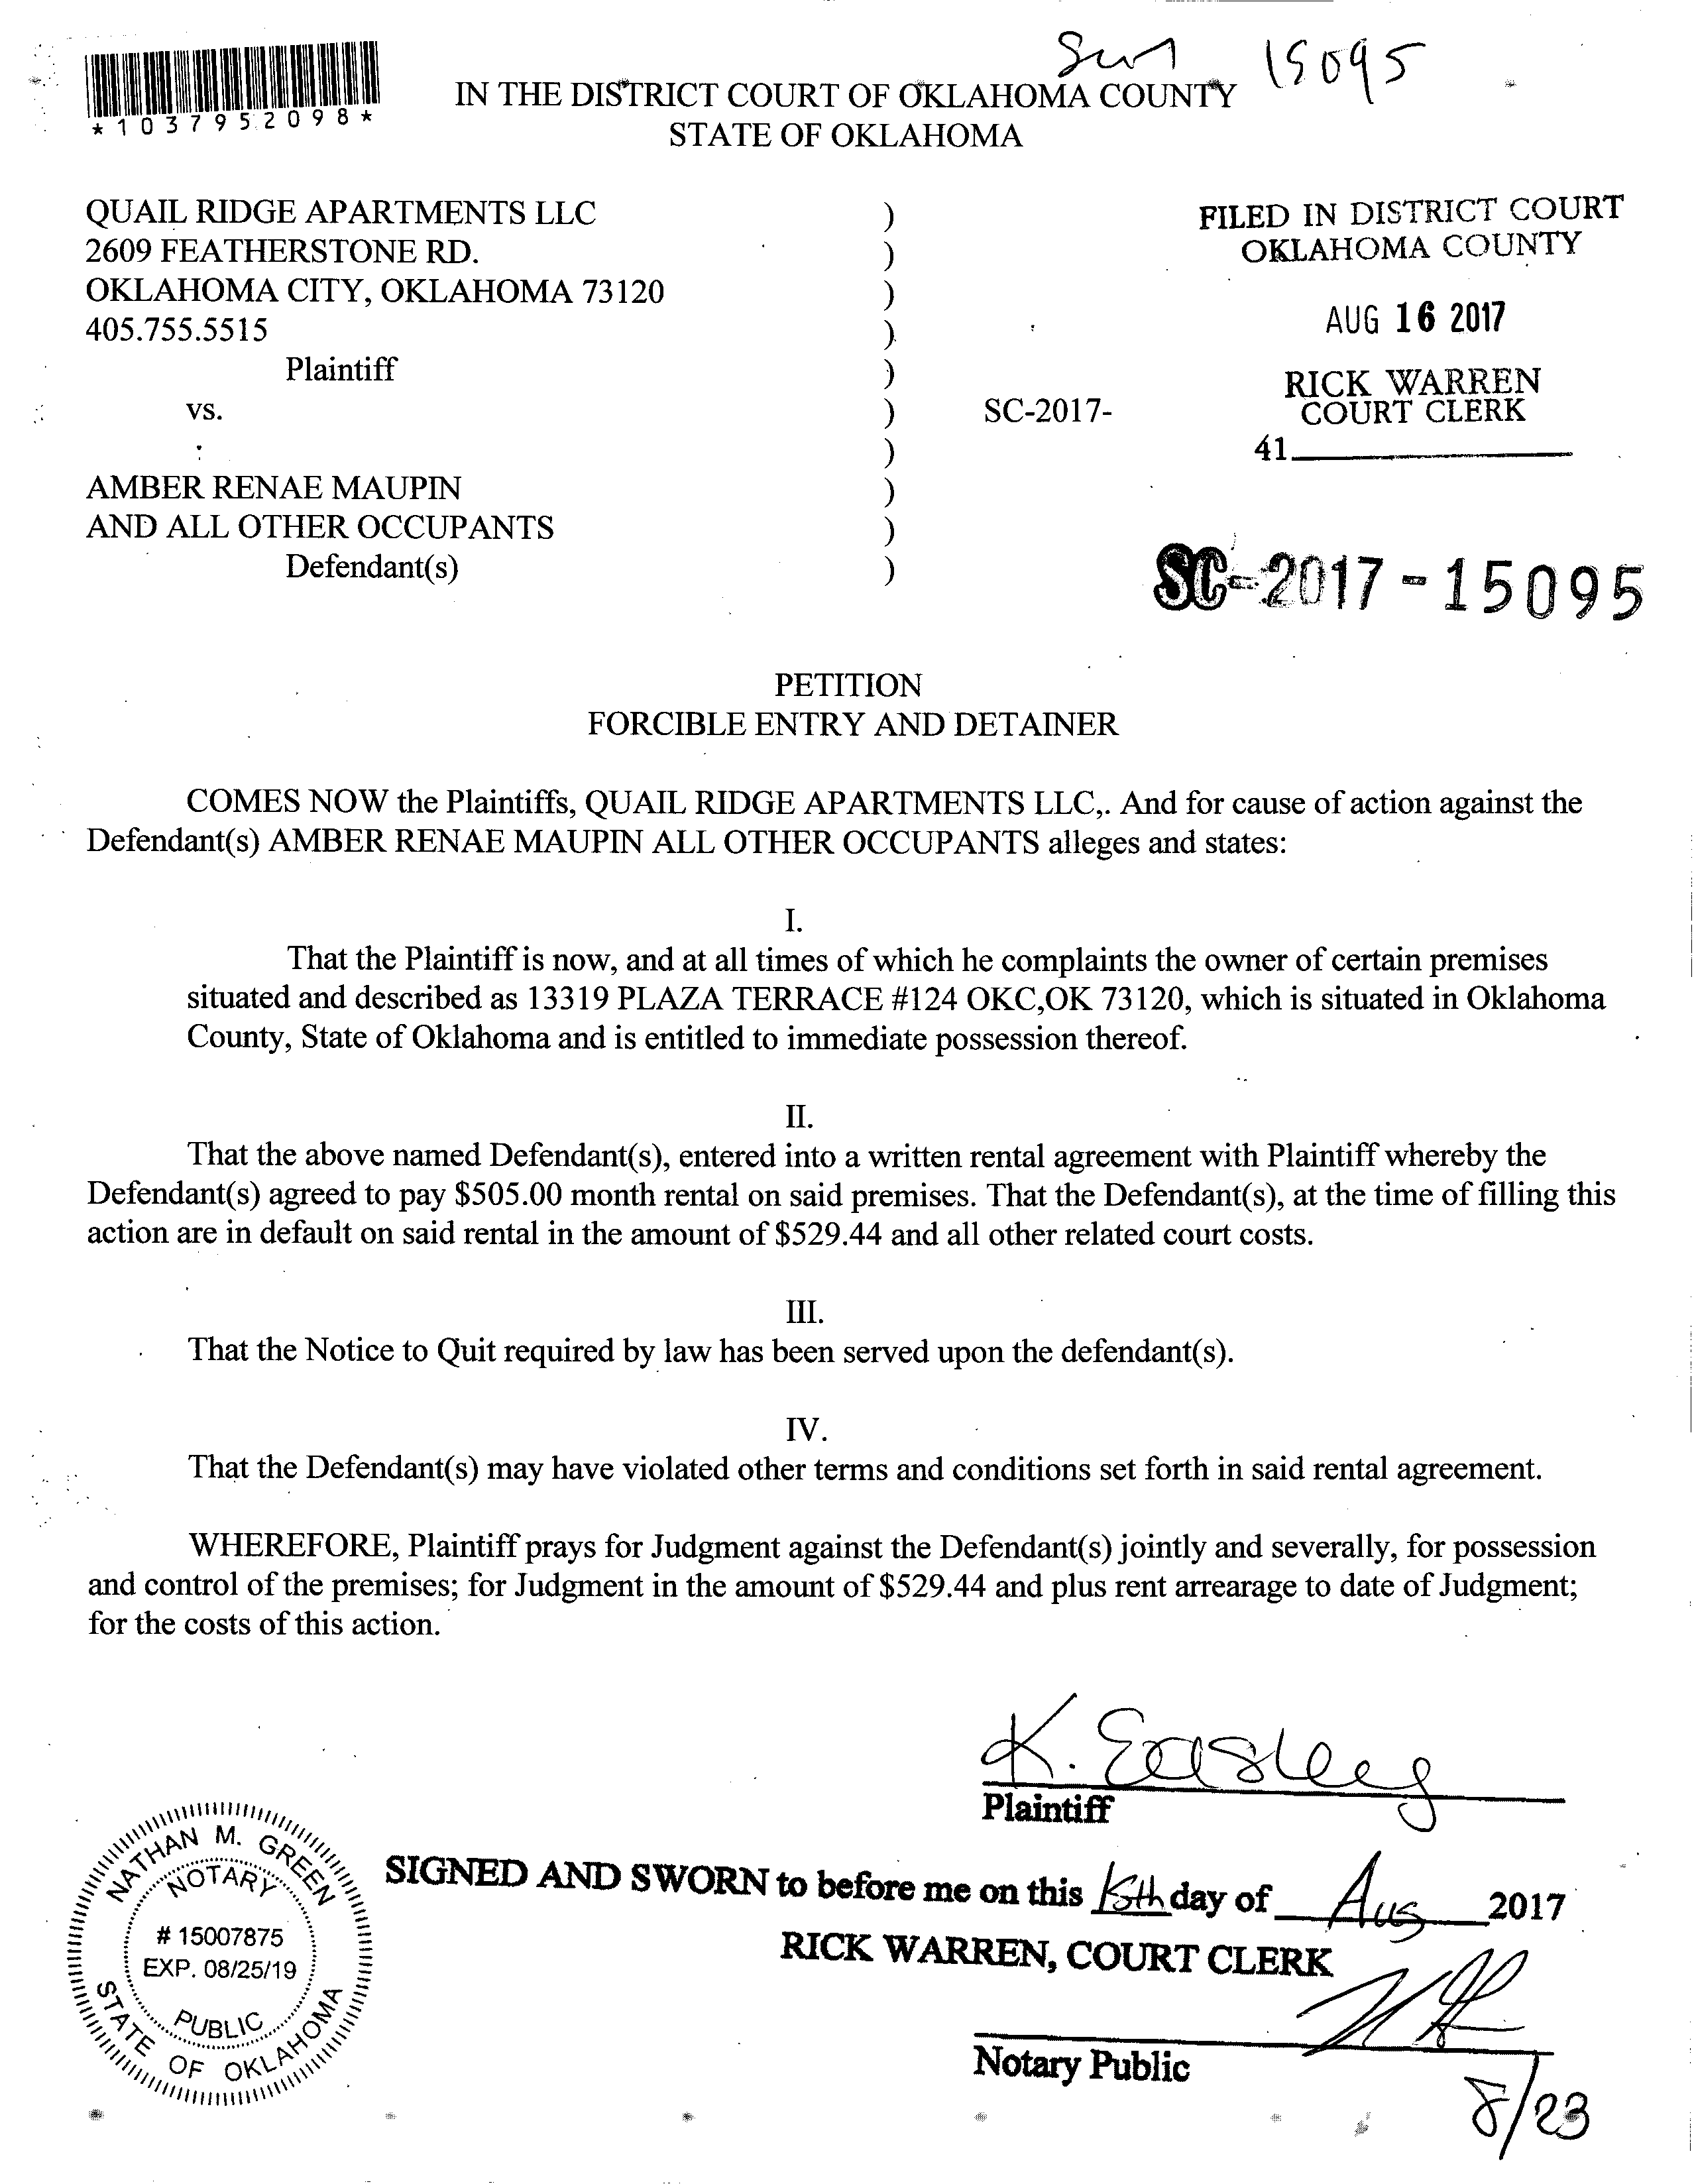 15095
*1037952098*
IN THE DISTRICT COURT OF OKLAHOMA COUNTY
STATE OF OKLAHOMA
QUAIL RIDGE APARTMENTS LLC )
2609 FEATHERSTONE RD. )
OKLAHOMA CITY, OKLAHOMA 73120 )
405.755.5515 )
Plaintiff )
vs. ) SC-2017-
)
AMBER RENAE MAUPIN )
AND ALL OTHER OCCUPANTS )
Defendant(s) )
FILED IN DISTRICT COURT
OKLAHOMA COUNTY
AUG 16 2017
RICK WARREN
COURT CLERK
41
SC-2017-15095
PETITION
FORCIBLE ENTRY AND DETAINER
COMES NOW the Plaintiffs, QUAIL RIDGE APARTMENTS LLC,. And for cause of action against the
Defendant(s) AMBER RENAE MAUPIN ALL OTHER OCCUPANTS alleges and states:
I.
That the Plaintiff is now, and at all times of which he complaints the owner of certain premises
situated and described as 13319 PLAZA TERRACE #124 OKC,OK 73120, which is situated in Oklahoma
County, State of Oklahoma and is entitled to immediate possession thereof.
II.
That the above named Defendant(s), entered into a written rental agreement with Plaintiff whereby the
Defendant(s) agreed to pay $505.00 month rental on said premises. That the Defendant(s), at the time of filling this
action are in default on said rental in the amount of $529.44 and all other related court costs.
III.
That the Notice to Quit required by law has been served upon the defendant(s).
IV.
That the Defendant(s) may have violated other terms and conditions set forth in said rental agreement.
WHEREFORE, Plaintiff prays for Judgment against the Defendant(s) jointly and severally, for possession
and control of the premises; for Judgment in the amount of $529.44 and plus rent arrearage to date of Judgment;
for the costs of this action.
K. Easley
Plaintiff
SIGNED AND SWORN to before me on this 15th day of Aug 2017
RICK WARREN, COURT CLERK
Notary Public
8/23
NATHAN M. GREEN
NOTARY
# 15007875
EXP. 08/25/19
PUBLIC
STATE OF OKLAHOMA